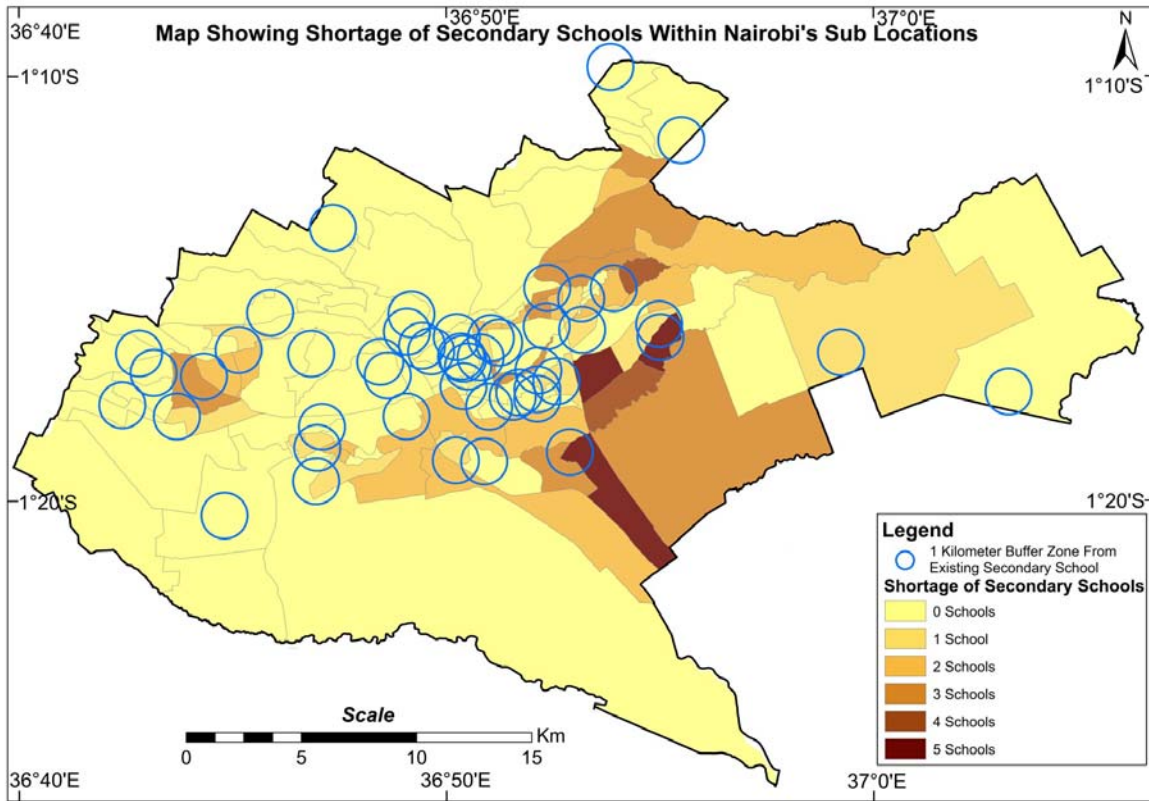 36°40'E
36°50'E
37°0'E
Map Showing Shortage of Secondary Schools Within Nairobi's Sub Locations
N
1°10'S
1°10'S
1°20'S
1°20'S
Legend
1 Kilometer Buffer Zone From
Existing Secondary School
Shortage of Secondary Schools
0 Schools
1 School
2 Schools
3 Schools
4 Schools
5 Schools
Scale
Km
0
5
10
15
36°40'E
36°50'E
37°0'E